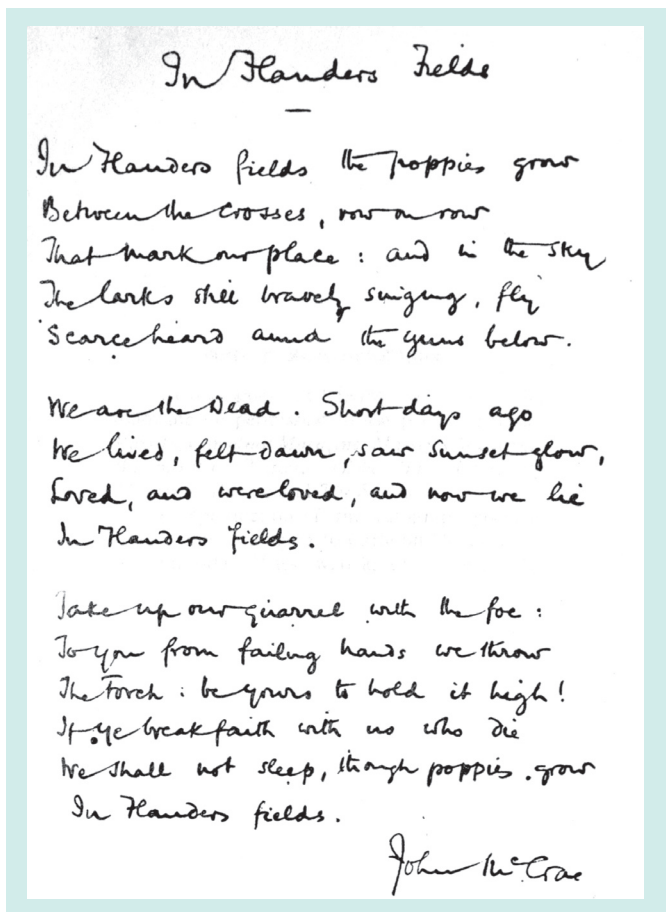 In Flanders Fields
In Flanders fields the poppies grow
Between the crosses, row on row
That mark our place : and in the sky
The larks still bravely singing, fly
Scarce heard amid the guns below.
We are the Dead. Short days ago
We lived, felt dawn, saw sunset glow,
Loved, and were loved, and now we lie
In Flanders fields.
Take up our quarrel with the foe :
To you from failing hands we throw
The Torch : be yours to hold it high!
If ye break faith with us who die
We shall not sleep, though poppies grow
In Flanders fields.
John McCrae